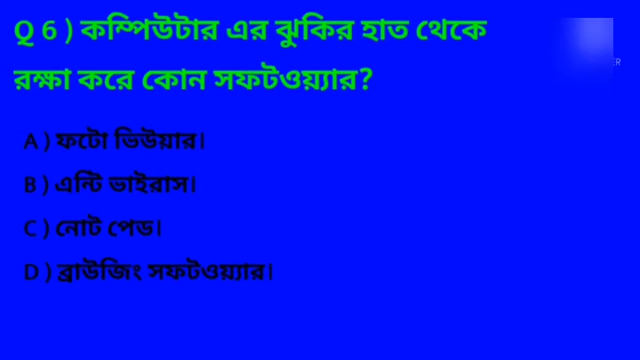 Q 6 ) কম্পিউটার এর ঝুকির হাত থেকে
রক্ষা করে কোন সফটওয়্যার?
A ) ফটো ভিউয়ার।
B ) এন্টি ভাইরাস।
C ) নোট পেড।
D ) ব্রাউজিং সফটওয়্যার।